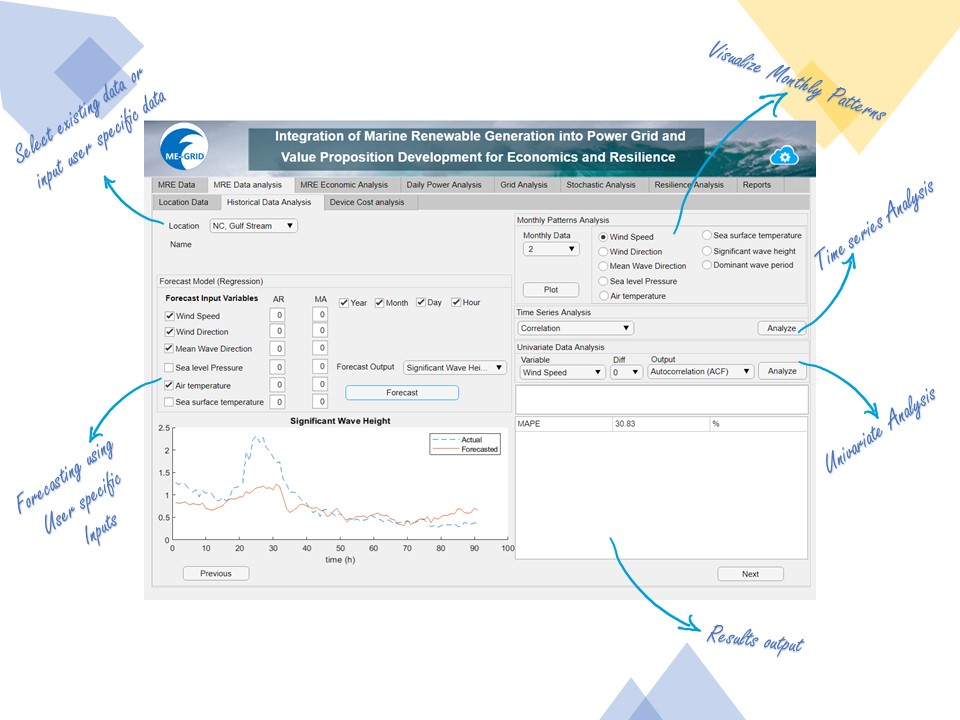 Select existing data or
input user specific data
Visualize Monthly Patterns
ME-GRID
Integration of Marine Renewable Generation into Power Grid and
Value Proposition Development for Economics and Resilience
MRE Data MRE Data analysis MRE Economic Analysis Daily Power Analysis Grid Analysis Stochastic Analysis Resilience Analysis Reports
Location Data Historical Data Analysis Device Cost analysis
Location NC, Gulf Stream
Name
Monthly Patterns Analysis
Monthly Data
2
Plot
Wind Speed
Wind Direction
Mean Wave Direction
Sea level Pressure
Air temperature
Sea surface temperature
Significant wave height
Dominant wave period
Time series Analysis
Forecast Model (Regression)
Forecast Input Variables AR MA
Year Month Day Hour
Wind Speed 0 0
Wind Direction 0 0
Mean Wave Direction 0 0
Sea level Pressure 0 0
Air temperature 0 0
Sea surface temperature 0 0
Forecast Output Significant Wave Hei...
Forecast
Time Series Analysis
Correlation Analyze
Univariate Data Analysis
Variable Diff Output
Wind Speed 0 Autocorrelation (ACF) Analyze
Univariate Analysis
MAPE 30.83 %
Forecasting using
User specific
Inputs
Significant Wave Height
Actual
Forecasted
2.5
2
1.5
1
0.5
0
0 10 20 30 40 50 60 70 80 90 100
time (h)
Previous Next
Results output